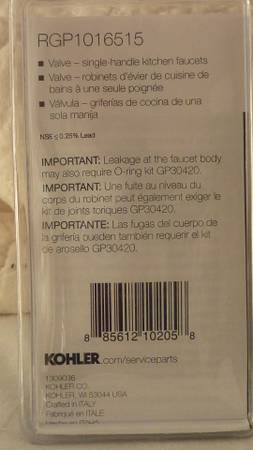 RGP1016515
Valve – single-handle kitchen faucets
Valve – robinets d'évier de cuisine de
bains à une seule poignée
Válvula – griferías de cocina de una
sola manija
NSF ≤ 0.25% Lead
IMPORTANT: Leakage at the faucet body
may also require O-ring kit GP30420.
IMPORTANT: Une fuite au niveau du
corps du robinet peut également exiger le
kit de joints toriques GP30420.
IMPORTANTE: Las fugas del cuerpo de
la grifería pueden también requerir el kit
de arosello GP30420.
8 85612 10205 8
KOHLER.com/serviceparts
1309036
KOHLER CO.
KOHLER, WI 53044 USA
Crafted in ITALY
Fabriqué en ITALIE
Hecho en ITALIA